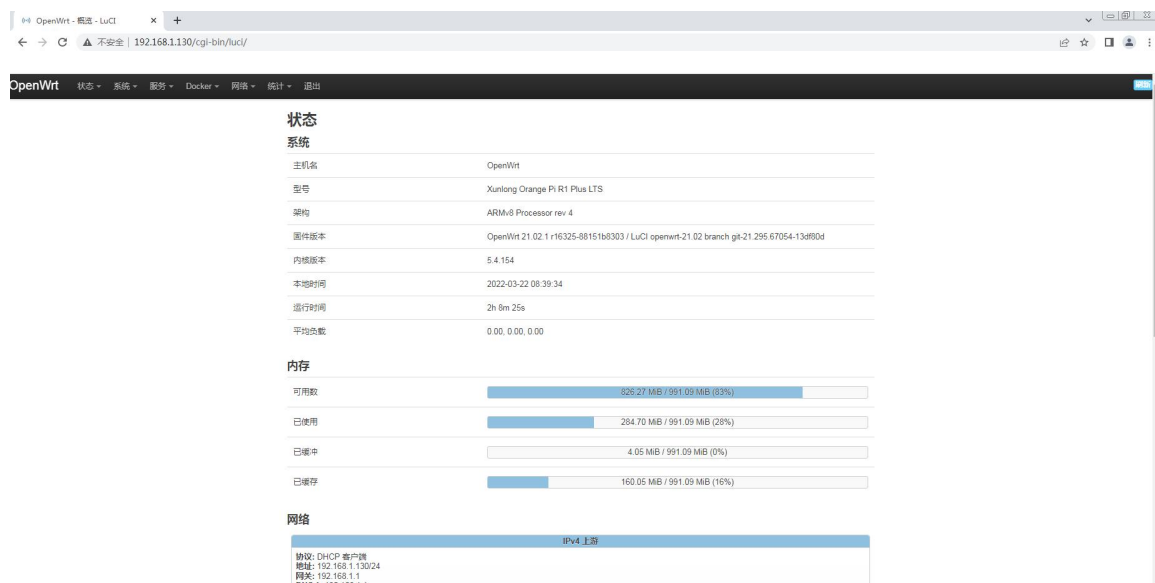 OpenWrt - 概览 - LuCI
不安全 | 192.168.1.130/cgi-bin/luci/
OpenWrt 状态 系统 服务 Docker 网络 统计 退出 刷新
状态
系统
主机名 OpenWrt
型号 Xunlong Orange Pi R1 Plus LTS
架构 ARMv8 Processor rev 4
固件版本 OpenWrt 21.02.1 r16325-88151b8303 / LuCI openwrt-21.02 branch git-21.295.67054-13df80d
内核版本 5.4.154
本地时间 2022-03-22 08:39:34
运行时间 2h 8m 25s
平均负载 0.00, 0.00, 0.00
内存
可用数 826.27 MiB / 991.09 MiB (83%)
已使用 284.70 MiB / 991.09 MiB (28%)
已缓冲 4.05 MiB / 991.09 MiB (0%)
已缓存 160.05 MiB / 991.09 MiB (16%)
网络
IPv4 上游
协议: DHCP 客户端
地址: 192.168.1.130/24
网关: 192.168.1.1